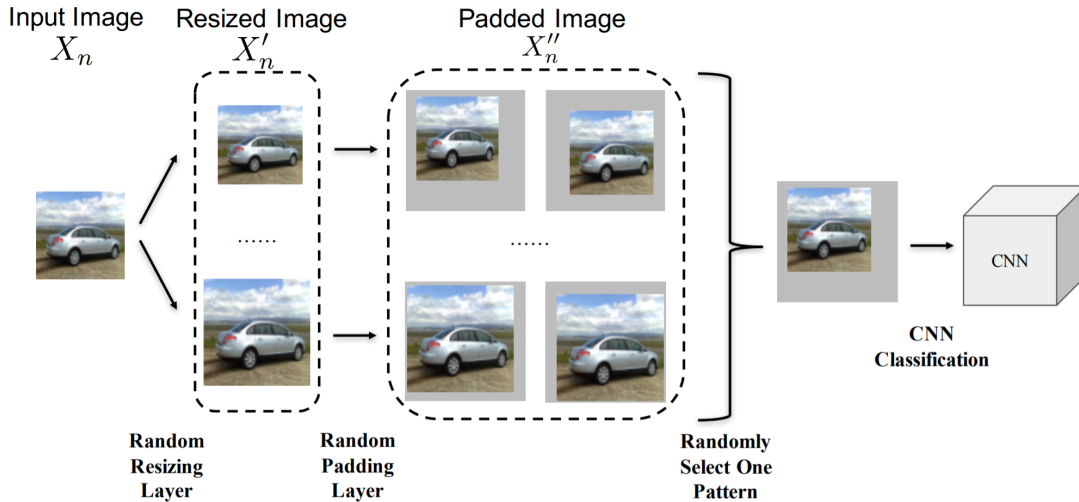 Input Image
Resized Image
Padded Image
Xₙ
X′ₙ
X″ₙ
......
......
CNN
CNN
Classification
Random
Resizing
Layer
Random
Padding
Layer
Randomly
Select One
Pattern